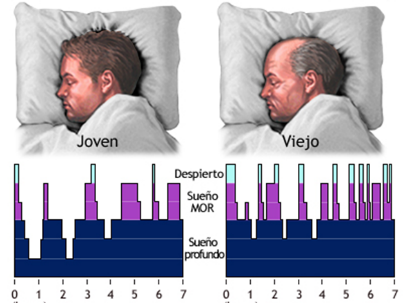 Joven
Viejo
Despierto
Sueño
MOR
Sueño
profundo
0 1 2 3 4 5 6 7
0 1 2 3 4 5 6 7